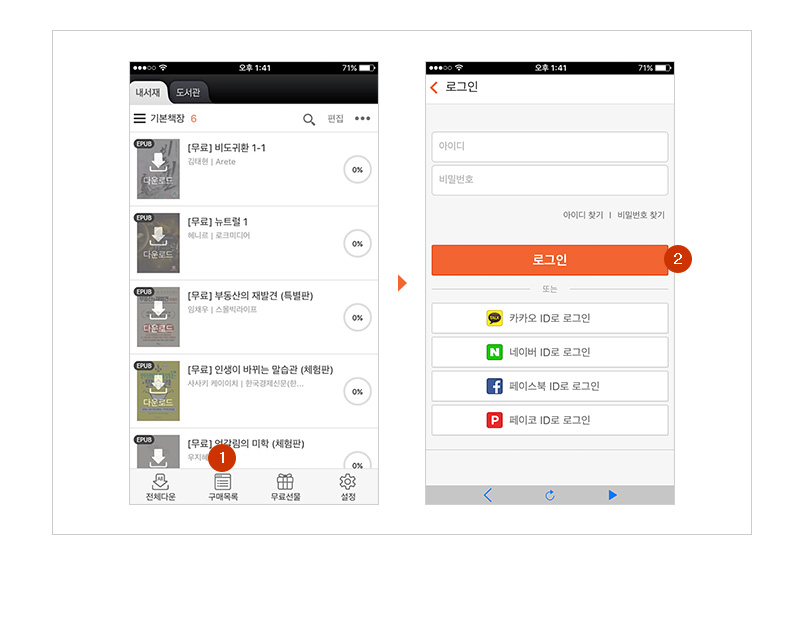 오후 1:41
71%
내서재
도서관
기본책장 6
편집
EPUB
다운로드
[무료] 비도귀환 1-1
김태현 | Arete
0%
EPUB
다운로드
[무료] 뉴트럴 1
헤니르 | 로크미디어
0%
EPUB
다운로드
[무료] 부동산의 재발견 (특별판)
임채우 | 스몰빅라이프
0%
EPUB
다운로드
[무료] 인생이 바뀌는 말습관 (체험판)
사사키 케이이치 | 한국경제신문(한...
0%
EPUB
[무료] 엇갈림의 미학 (체험판)
우지혜
0%
1
전체다운
구매목록
무료선물
설정
오후 1:41
71%
로그인
아이디
비밀번호
아이디 찾기 | 비밀번호 찾기
로그인
2
또는
TALK
카카오 ID로 로그인
N 네이버 ID로 로그인
f 페이스북 ID로 로그인
P 페이코 ID로 로그인